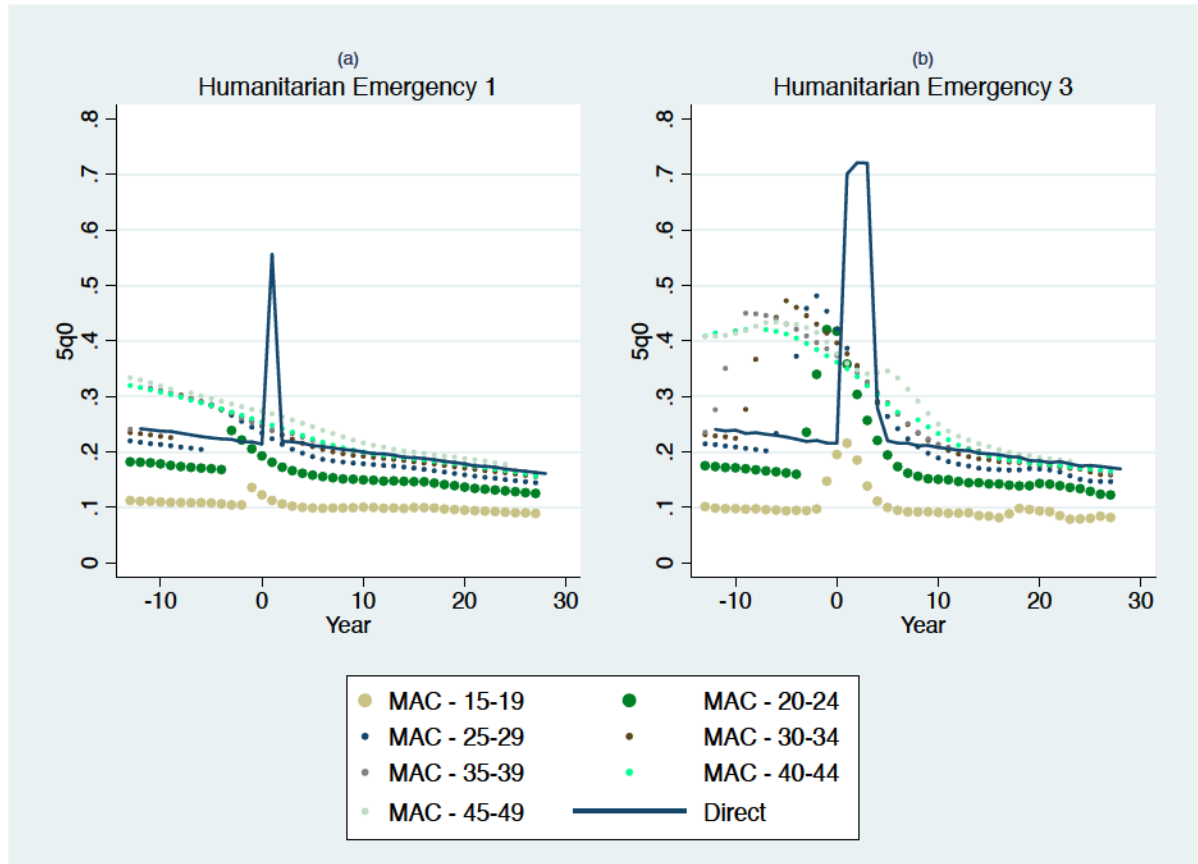 (a)
Humanitarian Emergency 1
(b)
Humanitarian Emergency 3
5q0
.8
.7
.6
.5
.4
.3
.2
.1
0
-10 0 10 20 30
Year
5q0
.8
.7
.6
.5
.4
.3
.2
.1
0
-10 0 10 20 30
Year
MAC - 15-19 MAC - 20-24
MAC - 25-29 MAC - 30-34
MAC - 35-39 MAC - 40-44
MAC - 45-49 Direct